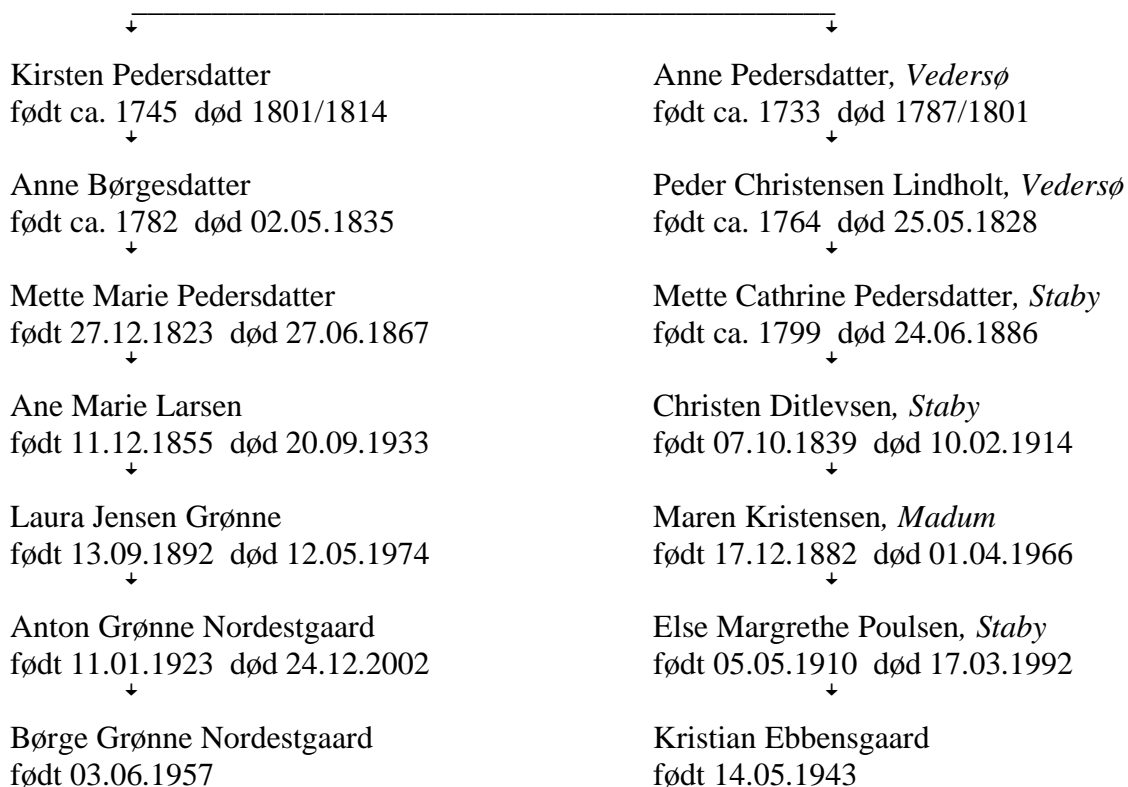 Kirsten Pedersdatter
født ca. 1745 død 1801/1814
Anne Børgesdatter
født ca. 1782 død 02.05.1835
Mette Marie Pedersdatter
født 27.12.1823 død 27.06.1867
Ane Marie Larsen
født 11.12.1855 død 20.09.1933
Laura Jensen Grønne
født 13.09.1892 død 12.05.1974
Anton Grønne Nordestgaard
født 11.01.1923 død 24.12.2002
Børge Grønne Nordestgaard
født 03.06.1957
Anne Pedersdatter, Vedersø
født ca. 1733 død 1787/1801
Peder Christensen Lindholt, Vedersø
født ca. 1764 død 25.05.1828
Mette Cathrine Pedersdatter, Staby
født ca. 1799 død 24.06.1886
Christen Ditlevsen, Staby
født 07.10.1839 død 10.02.1914
Maren Kristensen, Madum
født 17.12.1882 død 01.04.1966
Else Margrethe Poulsen, Staby
født 05.05.1910 død 17.03.1992
Kristian Ebbensgaard
født 14.05.1943